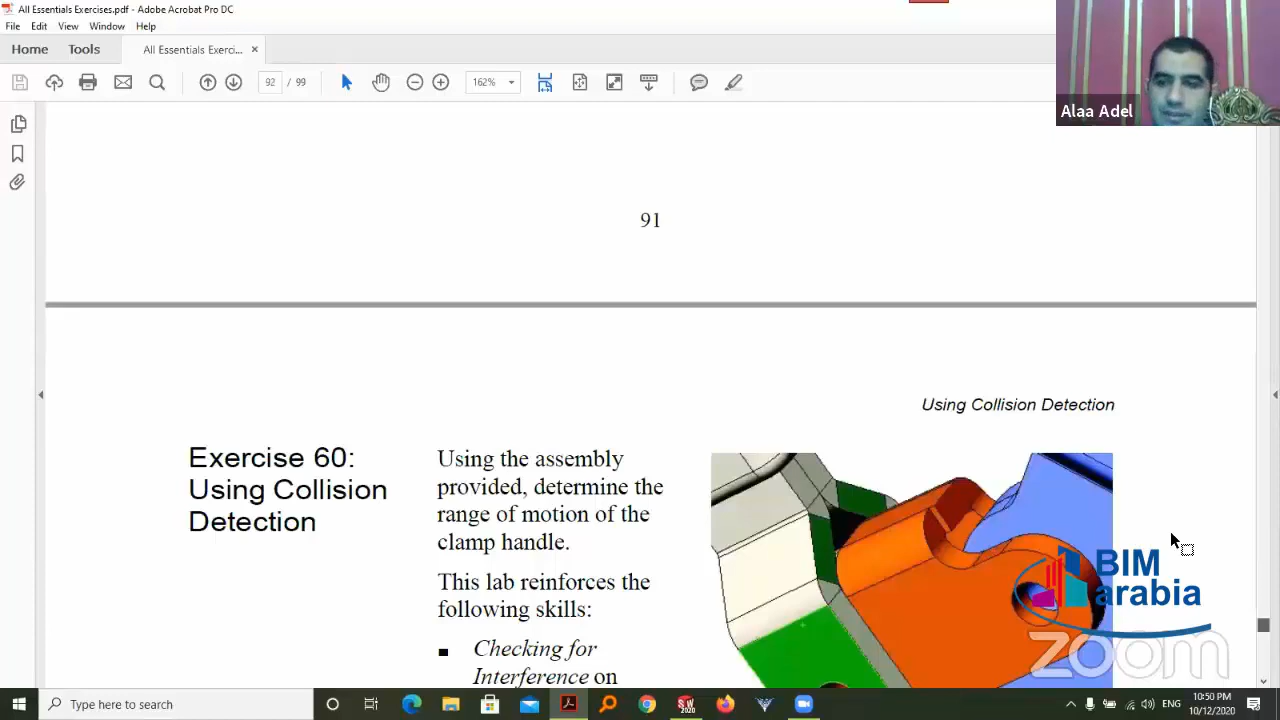 All Essentials Exercises.pdf - Adobe Acrobat Pro DC
File Edit View Window Help
Home Tools All Essentials Exerci... ×
92 / 99 162%
Alaa Adel
91
Using Collision Detection
Exercise 60:
Using Collision
Detection
Using the assembly
provided, determine the
range of motion of the
clamp handle.
This lab reinforces the
following skills:
■ Checking for
Interference on
BIM
arabia
zoom
Type here to search
ENG
10:50 PM
10/12/2020